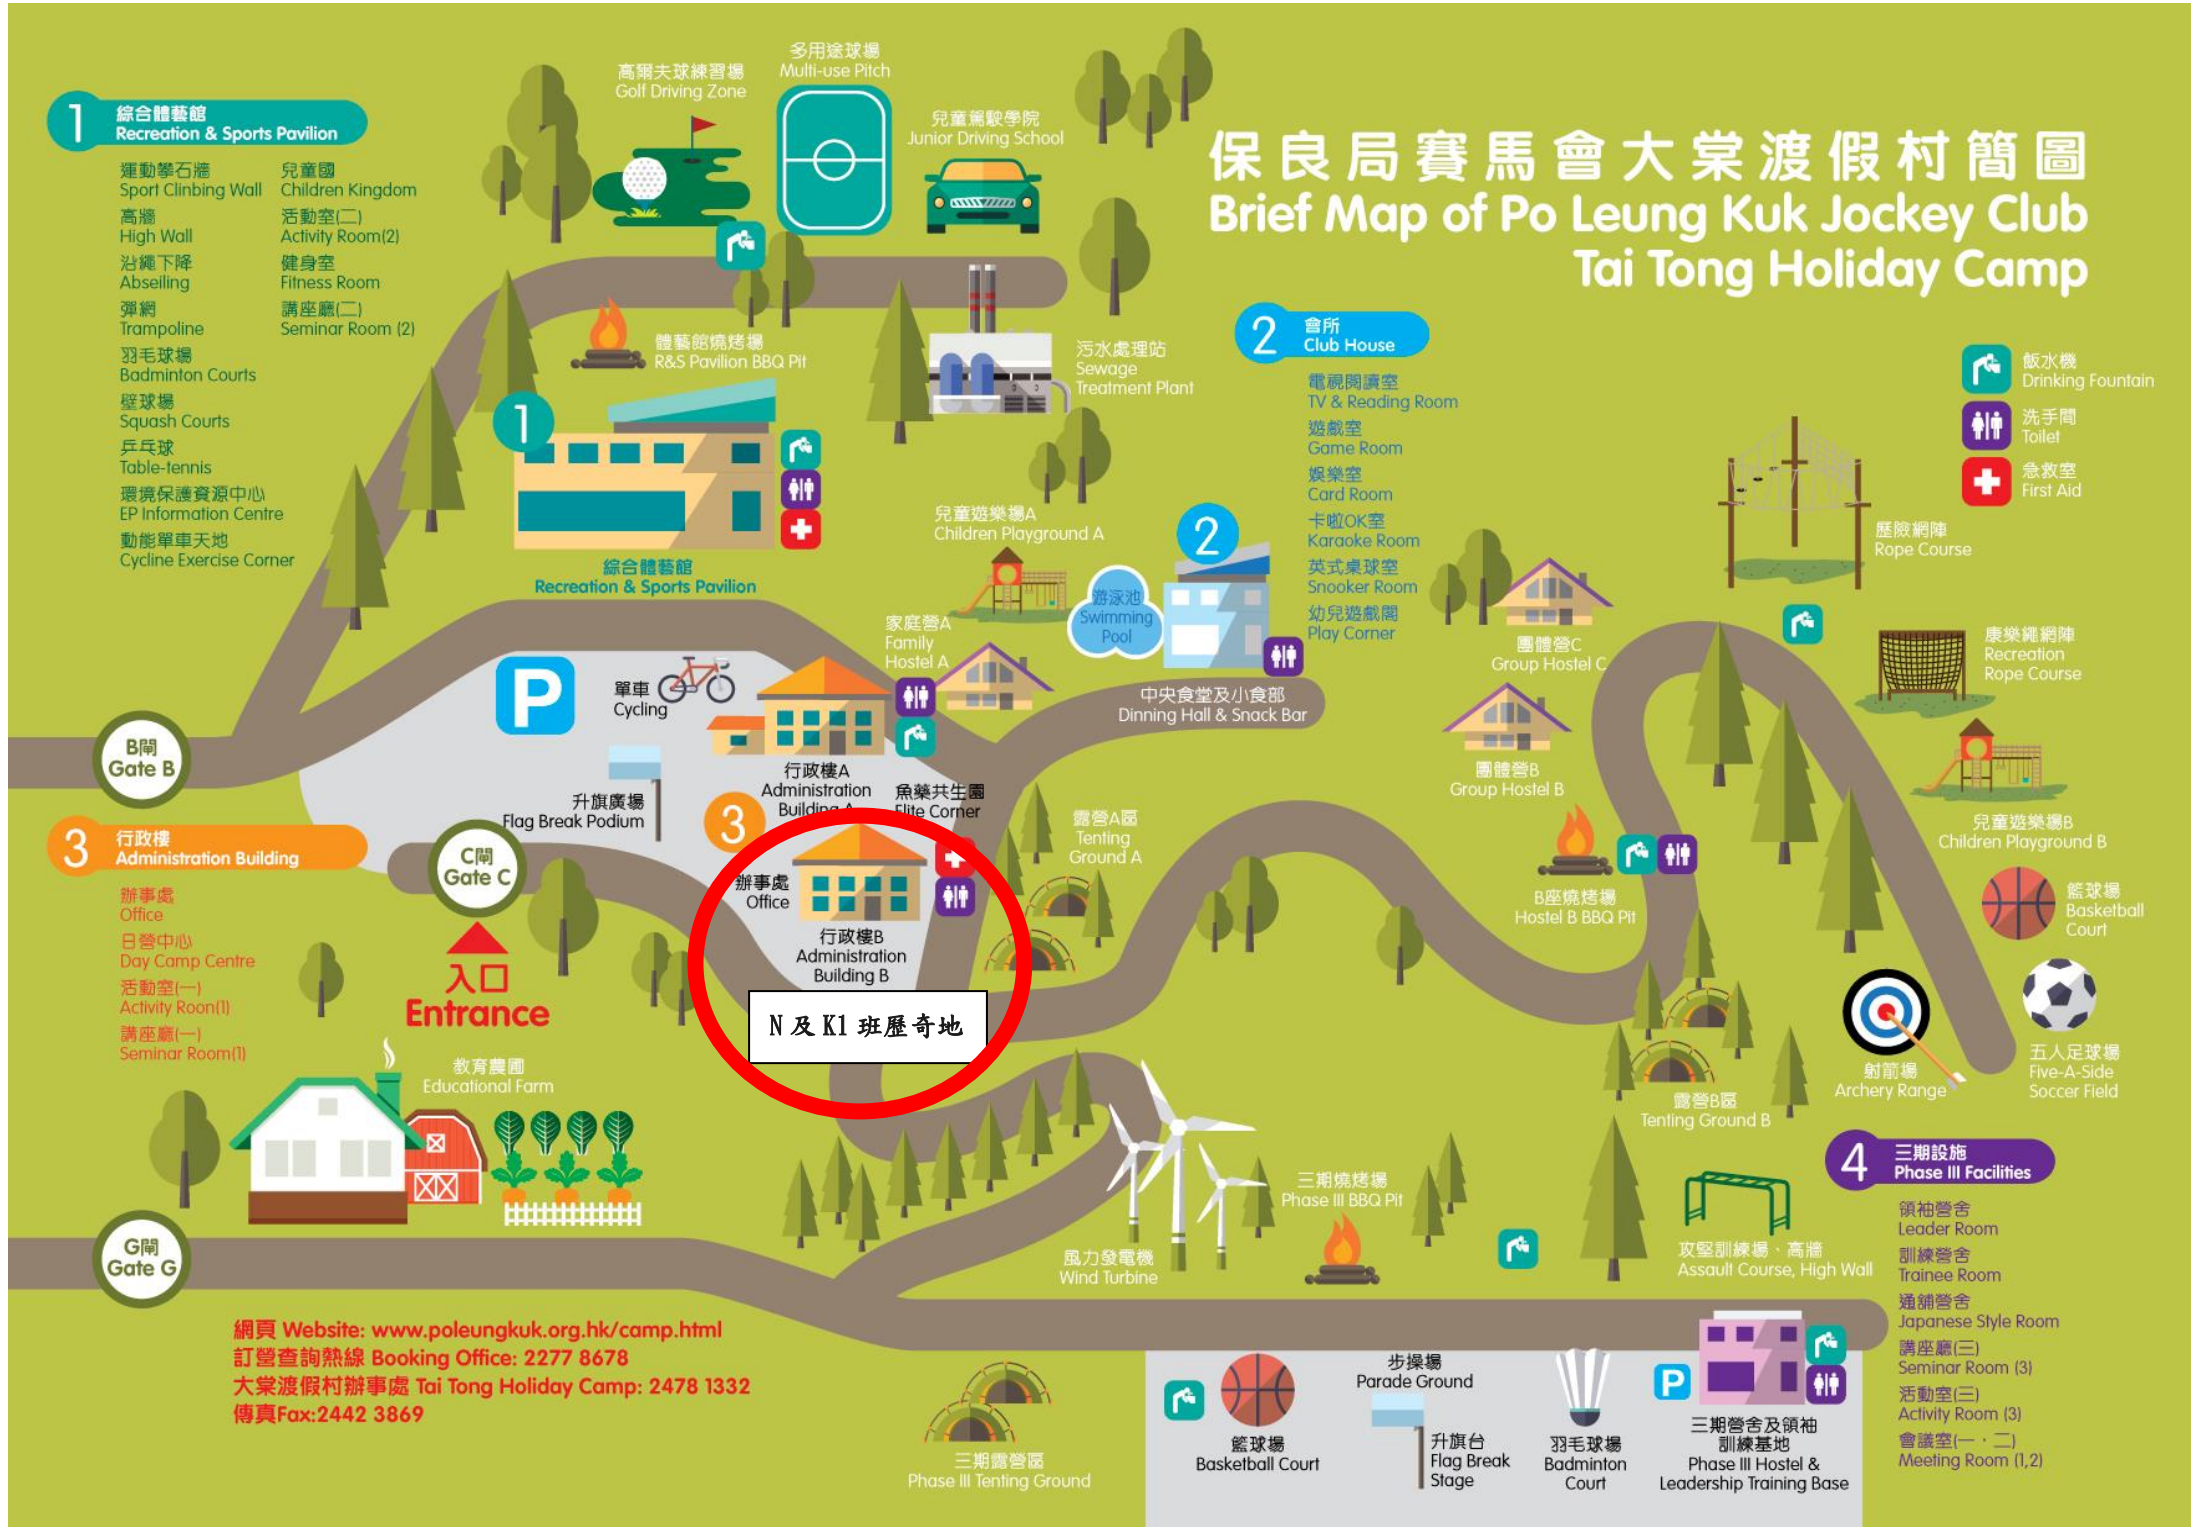 保良局賽馬會大棠渡假村簡圖
Brief Map of Po Leung Kuk Jockey Club
Tai Tong Holiday Camp
1
綜合體藝館
Recreation & Sports Pavilion
運動攀石牆
Sport Clinbing Wall
高牆
High Wall
沿繩下降
Abseiling
彈網
Trampoline
羽毛球場
Badminton Courts
壁球場
Squash Courts
乒乓球
Table-tennis
環境保護資源中心
EP Information Centre
動能單車天地
Cycline Exercise Corner
兒童國
Children Kingdom
活動室(二)
Activity Room(2)
健身室
Fitness Room
講座廳(二)
Seminar Room (2)
高爾夫球練習場
Golf Driving Zone
多用途球場
Multi-use Pitch
兒童駕駛學院
Junior Driving School
體藝館燒烤場
R&S Pavilion BBQ Pit
污水處理站
Sewage
Treatment Plant
1
綜合體藝館
Recreation & Sports Pavilion
2
會所
Club House
電視閱讀室
TV & Reading Room
遊戲室
Game Room
娛樂室
Card Room
卡啦OK室
Karaoke Room
英式桌球室
Snooker Room
幼兒遊戲閣
Play Corner
飯水機
Drinking Fountain
洗手間
Toilet
急救室
First Aid
歷險網陣
Rope Course
兒童遊樂場A
Children Playground A
2
游泳池
Swimming
Pool
中央食堂及小食部
Dinning Hall & Snack Bar
家庭營A
Family
Hostel A
團體營C
Group Hostel C
團體營B
Group Hostel B
康樂繩網陣
Recreation
Rope Course
兒童遊樂場B
Children Playground B
籃球場
Basketball
Court
五人足球場
Five-A-Side
Soccer Field
射箭場
Archery Range
B座燒烤場
Hostel B BBQ Pit
露營B區
Tenting Ground B
露營A區
Tenting
Ground A
B閘
Gate B
P
單車
Cycling
升旗廣場
Flag Break Podium
行政樓A
Administration
Building A
魚藥共生園
Elite Corner
3
辦事處
Office
行政樓B
Administration
Building B
N 及 K1 班歷奇地
C閘
Gate C
入口
Entrance
3
行政樓
Administration Building
辦事處
Office
日營中心
Day Camp Centre
活動室(一)
Activity Roon(1)
講座廳(一)
Seminar Room(1)
教育農圃
Educational Farm
G閘
Gate G
風力發電機
Wind Turbine
三期燒烤場
Phase III BBQ Pit
攻堅訓練場、高牆
Assault Course, High Wall
4
三期設施
Phase III Facilities
領袖營舍
Leader Room
訓練營舍
Trainee Room
通舖營舍
Japanese Style Room
講座廳(三)
Seminar Room (3)
活動室(三)
Activity Room (3)
會議室(一．二)
Meeting Room (1,2)
網頁 Website: www.poleungkuk.org.hk/camp.html
訂營查詢熱線 Booking Office: 2277 8678
大棠渡假村辦事處 Tai Tong Holiday Camp: 2478 1332
傳真Fax:2442 3869
三期露營區
Phase III Tenting Ground
籃球場
Basketball Court
步操場
Parade Ground
升旗台
Flag Break
Stage
羽毛球場
Badminton
Court
P
三期營舍及領袖
訓練基地
Phase III Hostel &
Leadership Training Base